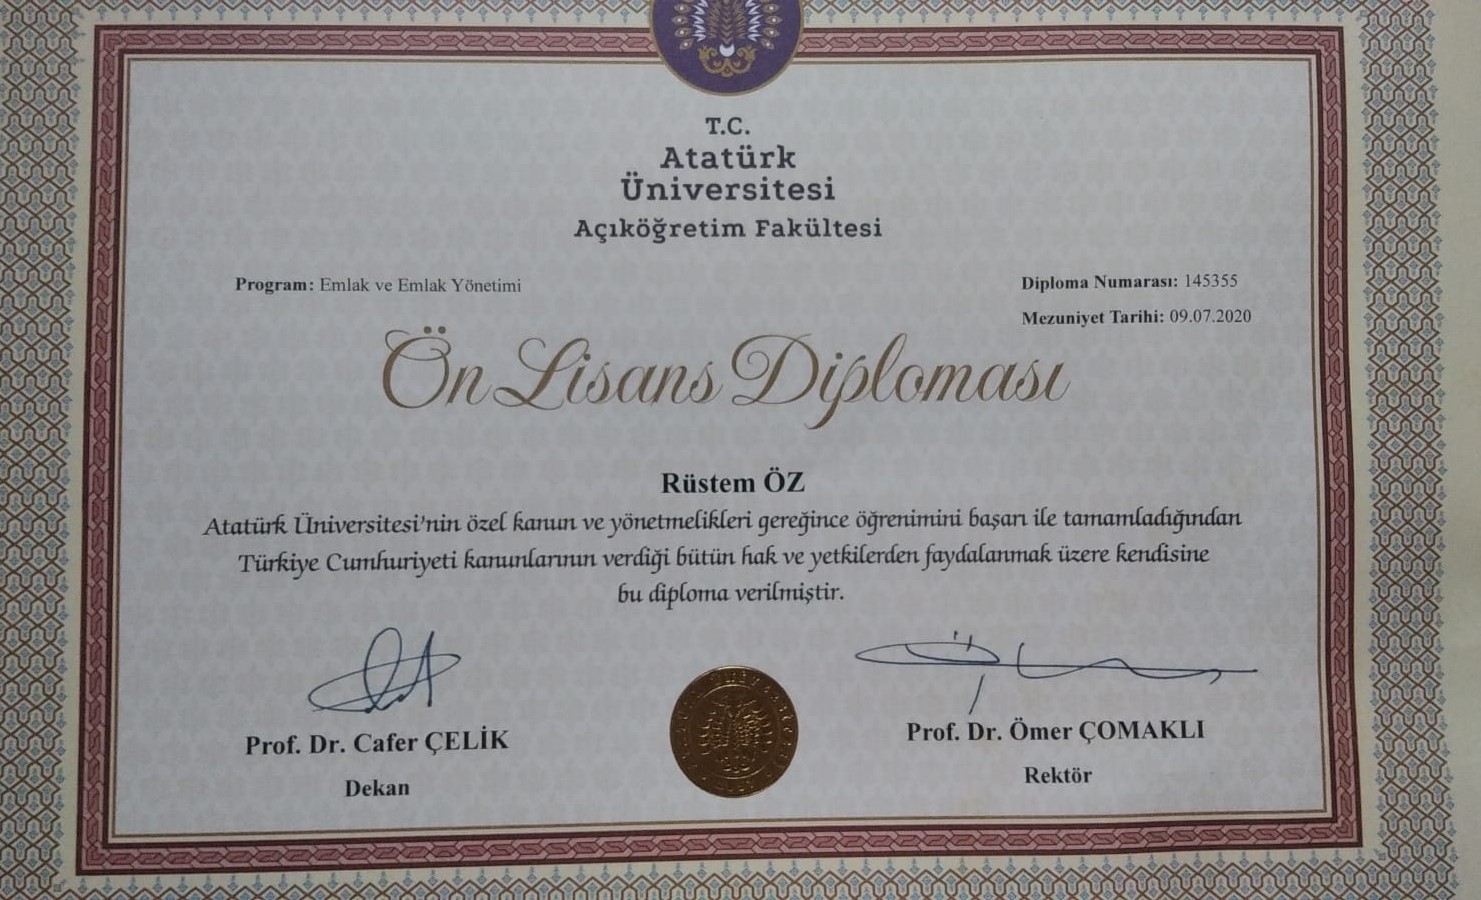 T.C.
Atatürk
Üniversitesi
Açıköğretim Fakültesi
Program: Emlak ve Emlak Yönetimi
Diploma Numarası: 145355
Mezuniyet Tarihi: 09.07.2020
Ön Lisans Diploması
Rüstem ÖZ
Atatürk Üniversitesi'nin özel kanun ve yönetmelikleri gereğince öğrenimini başarı ile tamamladığından
Türkiye Cumhuriyeti kanunlarının verdiği bütün hak ve yetkilerden faydalanmak üzere kendisine
bu diploma verilmiştir.
Prof. Dr. Cafer ÇELİK
Dekan
Prof. Dr. Ömer ÇOMAKLI
Rektör